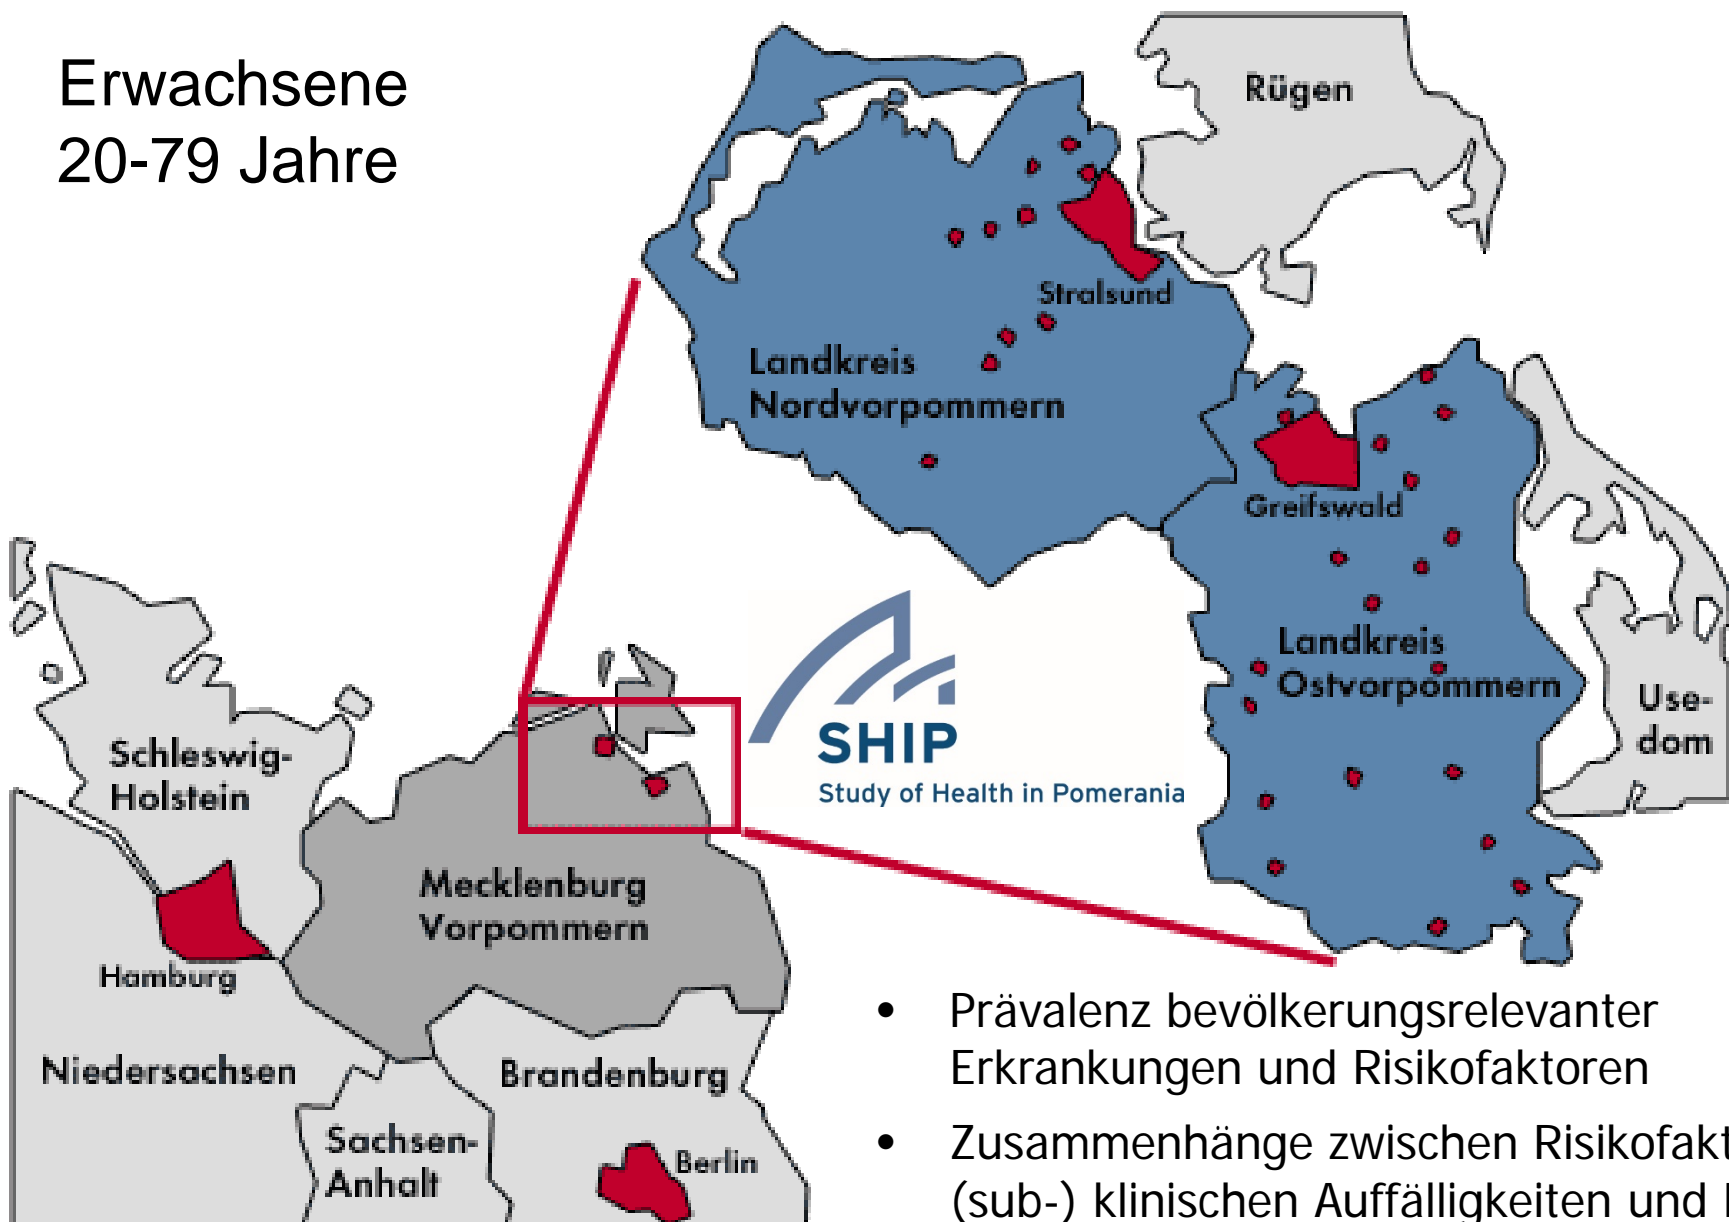 Erwachsene
20-79 Jahre
Rügen
Stralsund
Landkreis
Nordvorpommern
Greifswald
Landkreis
Ostvorpommern
Use-
dom
SHIP
Study of Health in Pomerania
Schleswig-
Holstein
Mecklenburg
Vorpommern
Hamburg
Niedersachsen
Brandenburg
Sachsen-
Anhalt
Berlin
• Prävalenz bevölkerungsrelevanter
Erkrankungen und Risikofaktoren
• Zusammenhänge zwischen
(sub-) klinischen Auffälligkeiten und